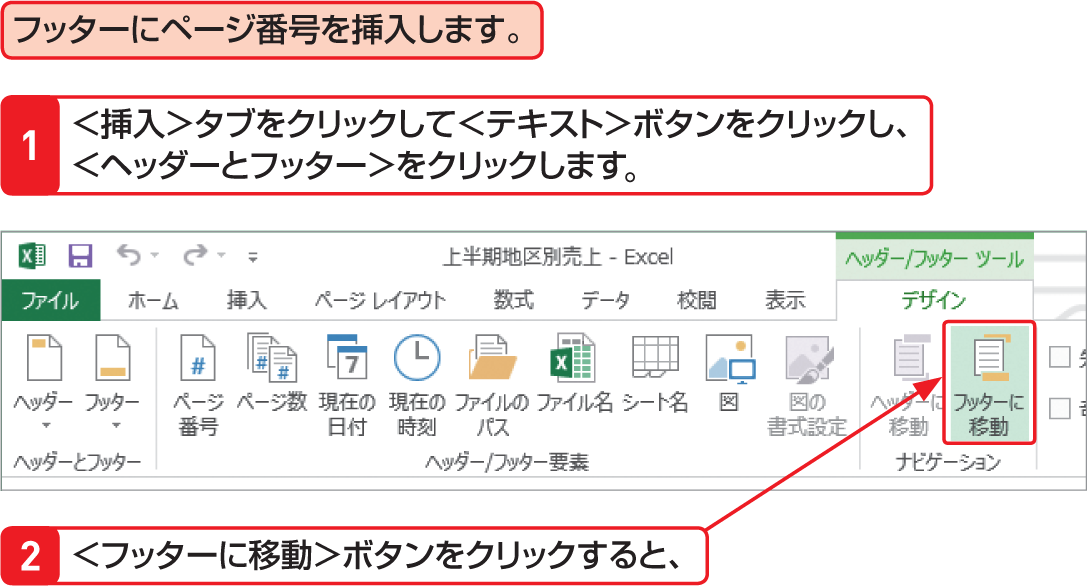 フッターにページ番号を挿入します。
1
＜挿入＞タブをクリックして＜テキスト＞ボタンをクリックし、
＜ヘッダーとフッター＞をクリックします。
上半期地区別売上 - Excel
ヘッダー/フッター ツール
ファイル ホーム 挿入 ページ レイアウト 数式 データ 校閲 表示 デザイン
# # # 7
ヘッダー フッター ページ ページ数 現在の 現在の ファイルの ファイル名 シート名 図 図の ヘッダーに フッターに
番号 日付 時刻 パス 書式設定 移動 移動
ヘッダーとフッター ヘッダー/フッター要素 ナビゲーション
2
＜フッターに移動＞ボタンをクリックすると、